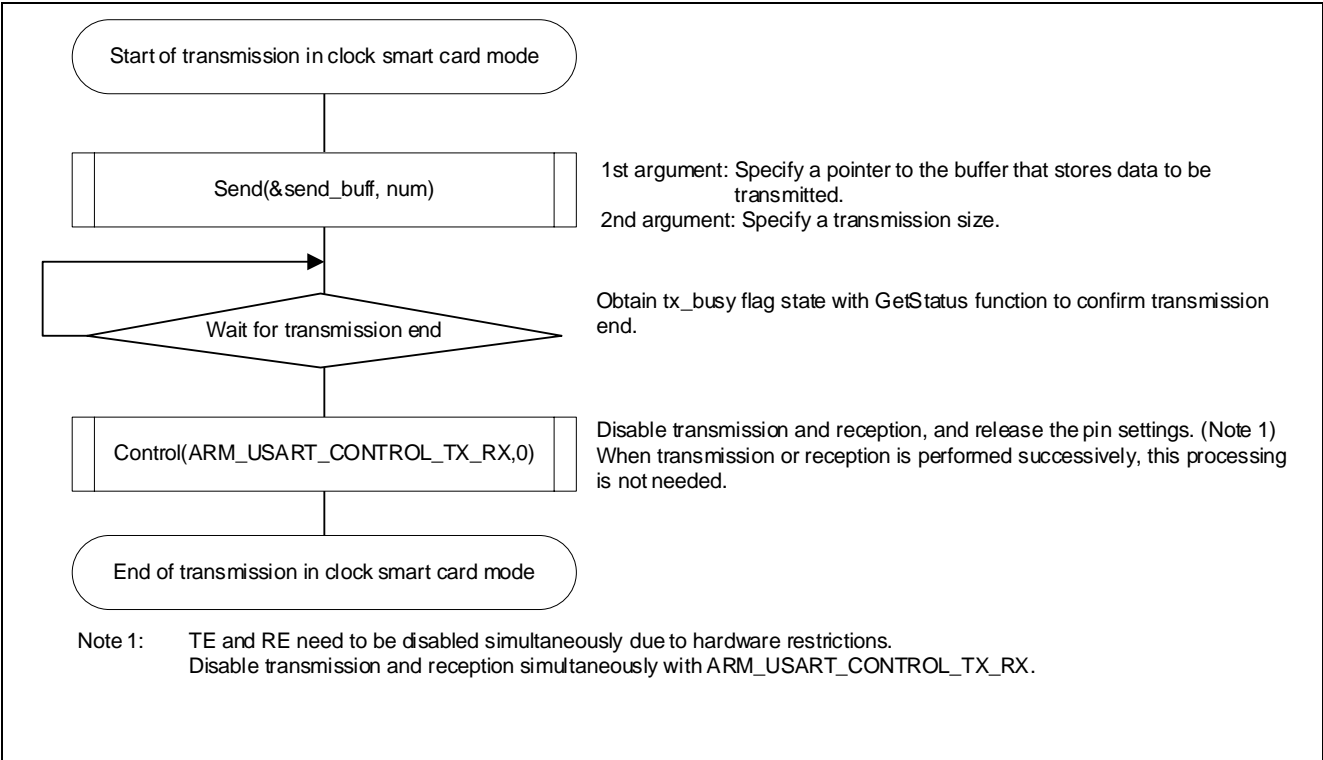 Start of transmission in clock smart card mode
Send(&send_buff, num)
1st argument: Specify a pointer to the buffer that stores data to be
transmitted.
2nd argument: Specify a transmission size.
Wait for transmission end
Obtain tx_busy flag state with GetStatus function to confirm transmission
end.
Control(ARM_USART_CONTROL_TX_RX,0)
Disable transmission and reception, and release the pin settings. (Note 1)
When transmission or reception is performed successively, this processing
is not needed.
End of transmission in clock smart card mode
Note 1: TE and RE need to be disabled simultaneously due to hardware restrictions.
Disable transmission and reception simultaneously with ARM_USART_CONTROL_TX_RX.